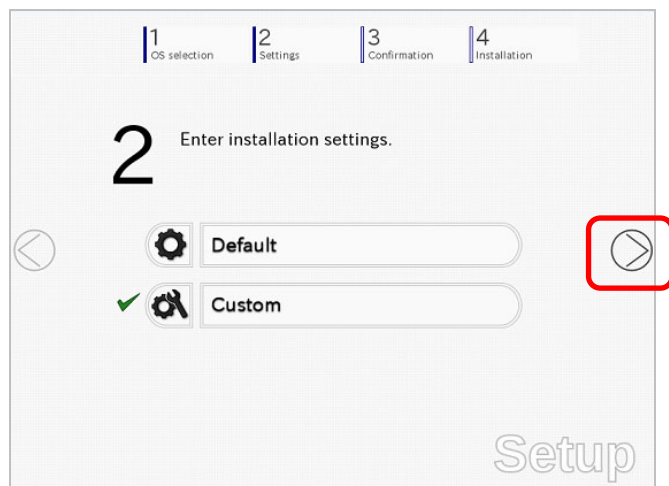 1
OS selection
2
Settings
3
Confirmation
4
Installation
2
Enter installation settings.
Default
Custom
Setup